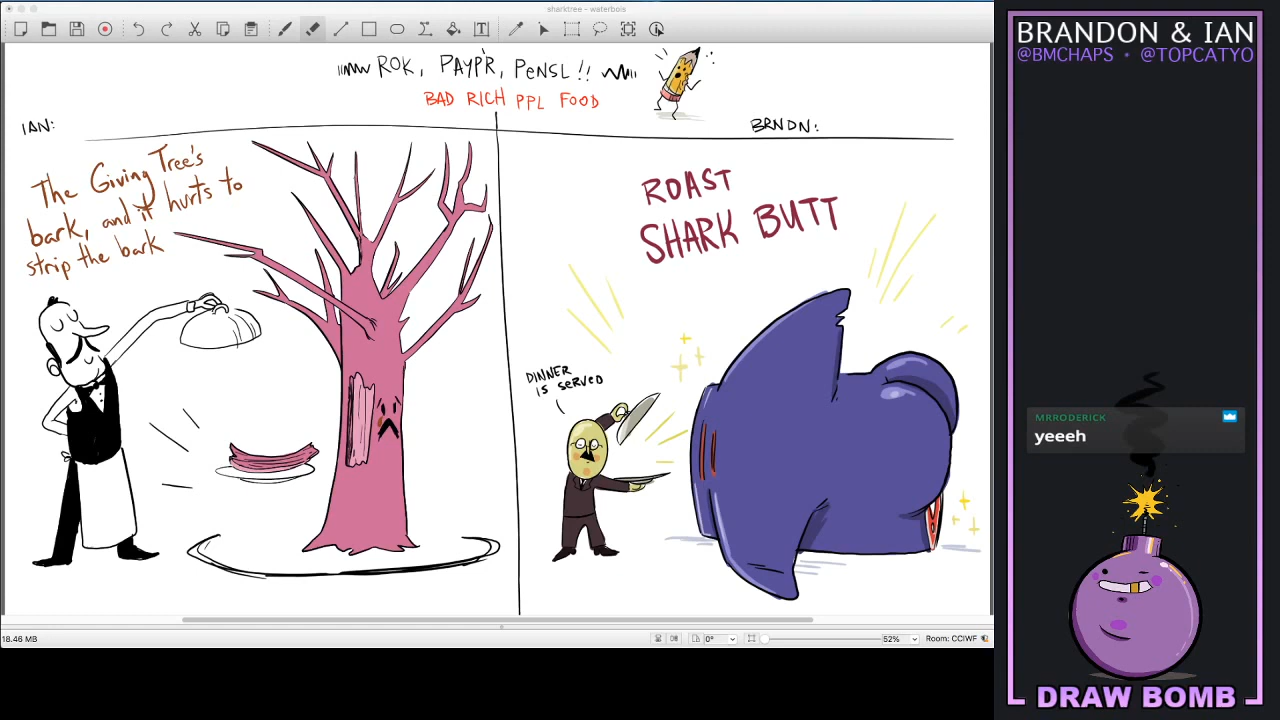 sharktree - waterbois
ROK, PAYPR, PENSL!!
BAD RICH PPL FOOD
IAN:
BRNDN:
The Giving Tree's
bark, and it hurts to
strip the bark
ROAST
SHARK BUTT
DINNER
IS SERVED
18.46 MB
0°
52%
Room: CCIWF
BRANDON & IAN
@BMCHAPS • @TOPCATYO
MRRODERICK
yeeeh
DRAW BOMB